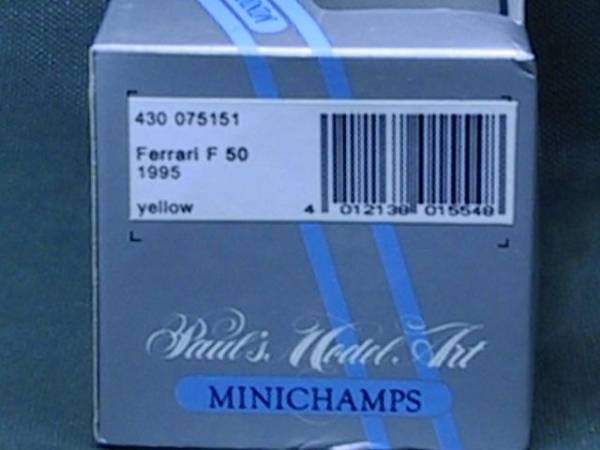 430 075151
Ferrari F 50
1995
yellow
4 012138 015548
Paul's Model Art
MINICHAMPS